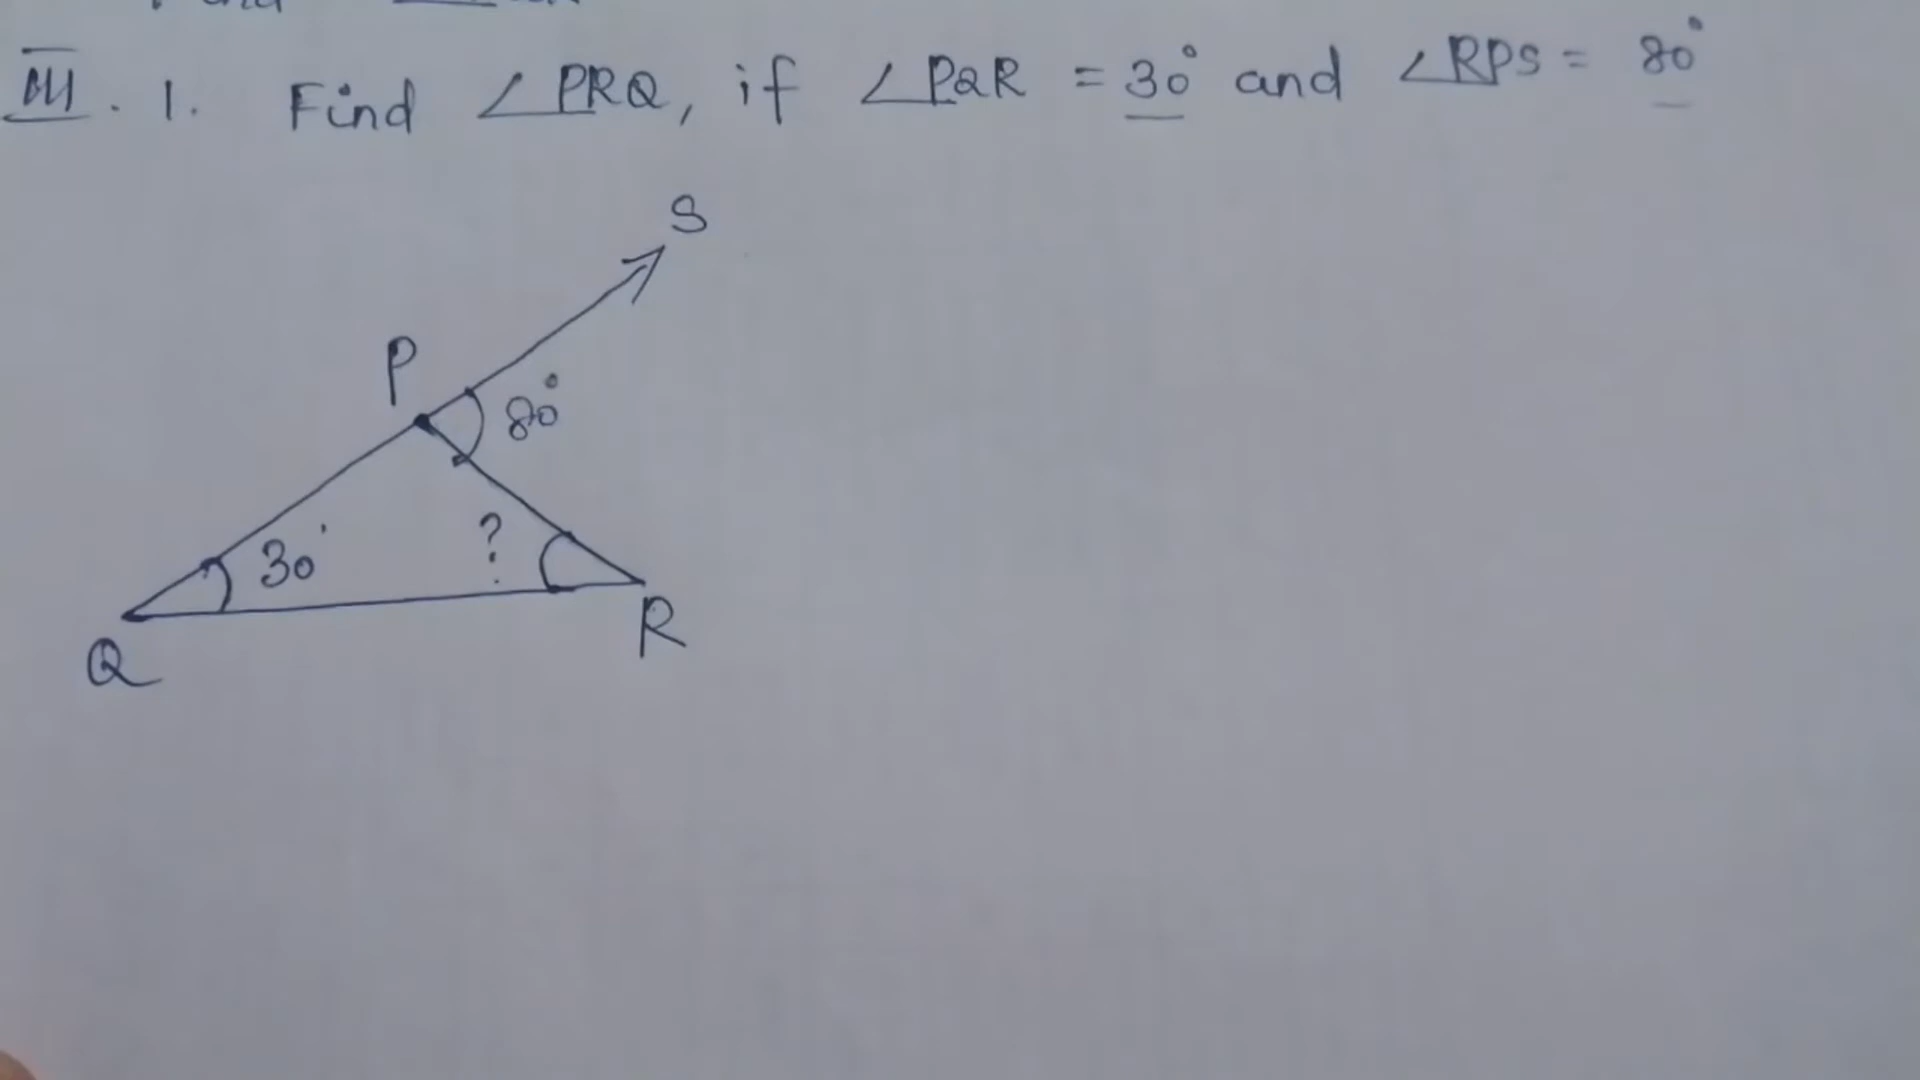 III. 1. Find ∠PRQ, if ∠PQR = 30° and ∠RPS = 80°
S
P
80°
30°
?
Q
R